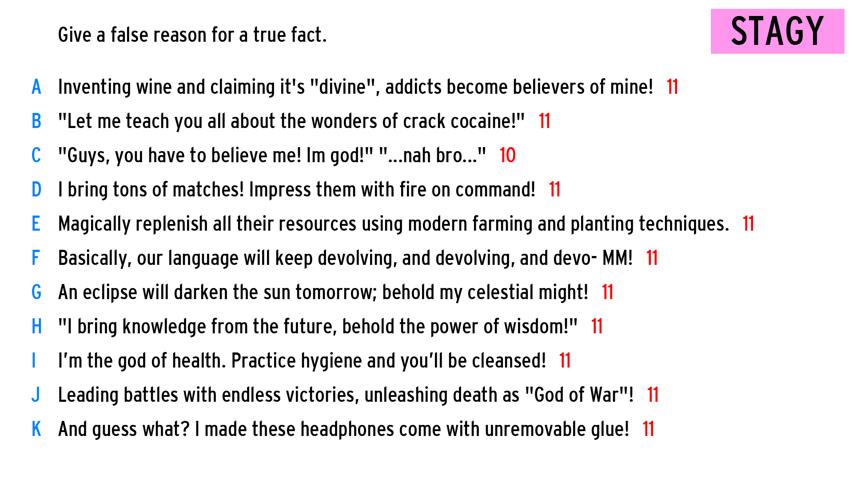 Give a false reason for a true fact.
STAGY
A Inventing wine and claiming it's "divine", addicts become believers of mine! 11
B "Let me teach you all about the wonders of crack cocaine!" 11
C "Guys, you have to believe me! Im god!" "...nah bro..." 10
D I bring tons of matches! Impress them with fire on command! 11
E Magically replenish all their resources using modern farming and planting techniques. 11
F Basically, our language will keep devolving, and devolving, and devo- MM! 11
G An eclipse will darken the sun tomorrow; behold my celestial might! 11
H "I bring knowledge from the future, behold the power of wisdom!" 11
I I’m the god of health. Practice hygiene and you’ll be cleansed! 11
J Leading battles with endless victories, unleashing death as "God of War"! 11
K And guess what? I made these headphones come with unremovable glue! 11